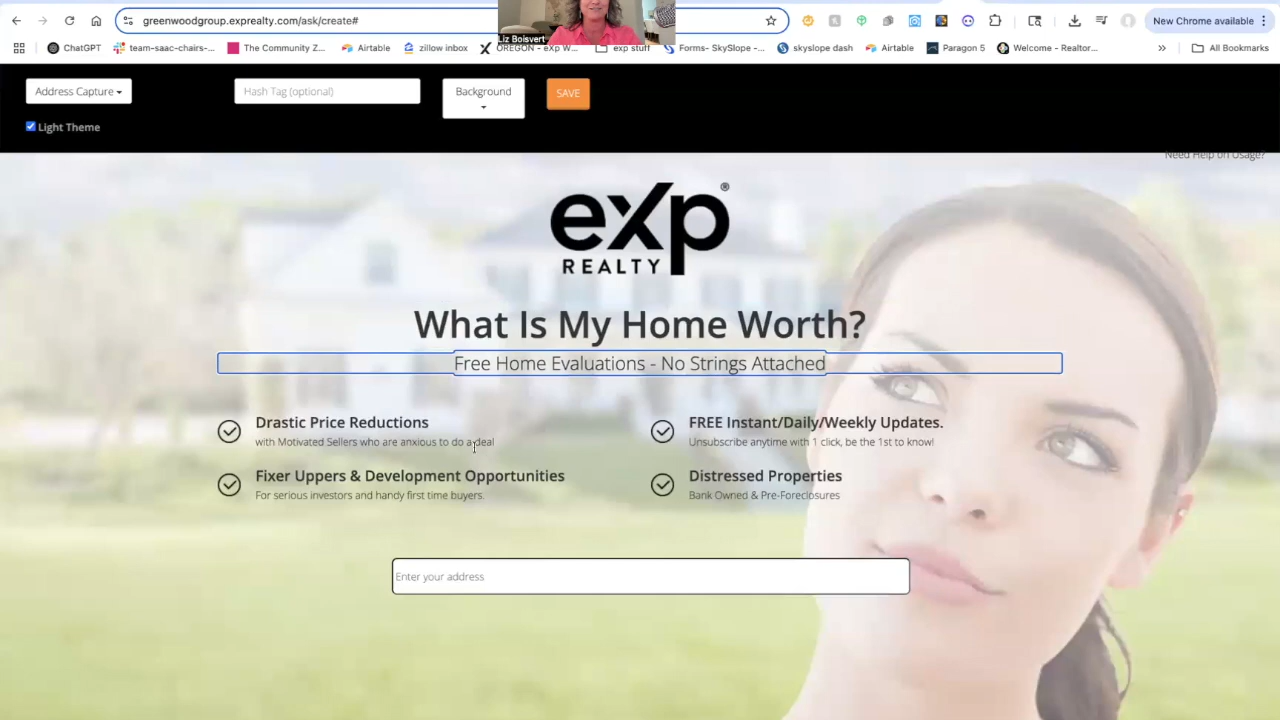 greenwoodgroup.exprealty.com/ask/create#
New Chrome available
ChatGPT
team-saac-chairs-...
The Community Z...
Airtable
zillow inbox
OREGON - eXp W...
exp stuff
Forms- SkySlope -...
skyslope dash
Airtable
Paragon 5
Welcome - Realtor...
»
All Bookmarks
Liz Boisvert
Address Capture
Hash Tag (optional)
Background
SAVE
Light Theme
Need Help on Usage?
eXp®
REALTY
What Is My Home Worth?
Free Home Evaluations - No Strings Attached
Drastic Price Reductions
with Motivated Sellers who are anxious to do a deal
FREE Instant/Daily/Weekly Updates.
Unsubscribe anytime with 1 click, be the 1st to know!
Fixer Uppers & Development Opportunities
For serious investors and handy first time buyers.
Distressed Properties
Bank Owned & Pre-Foreclosures
Enter your address